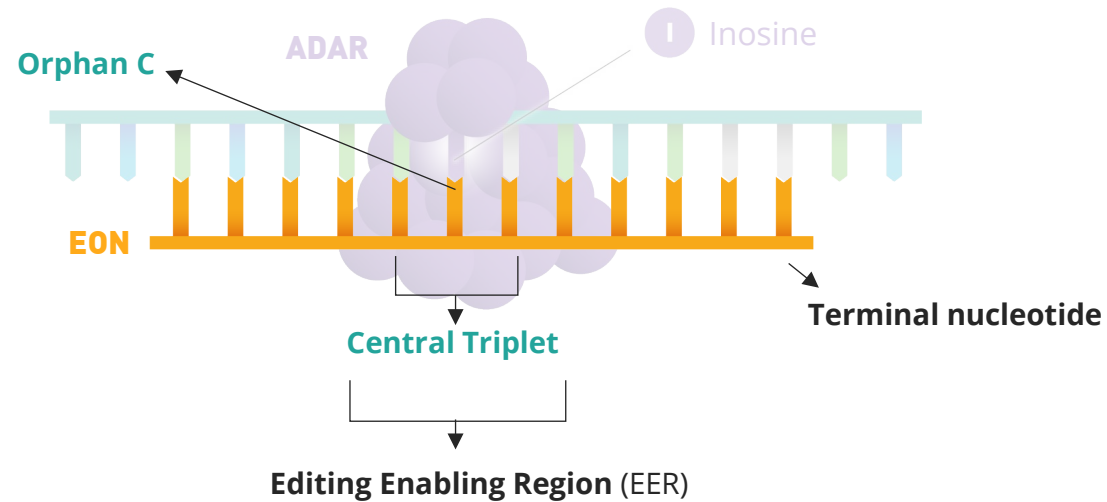 I Inosine
ADAR
Orphan C
EON
Terminal nucleotide
Central Triplet
Editing Enabling Region (EER)